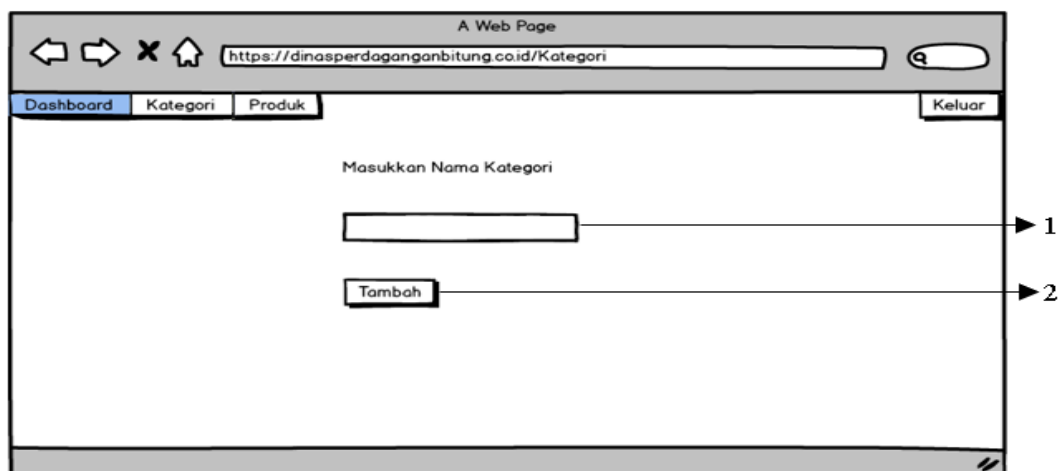 A Web Page
https://dinasperdaganganbitung.co.id/Kategori
Dashboard Kategori Produk Keluar
Masukkan Nama Kategori
1
Tambah 2